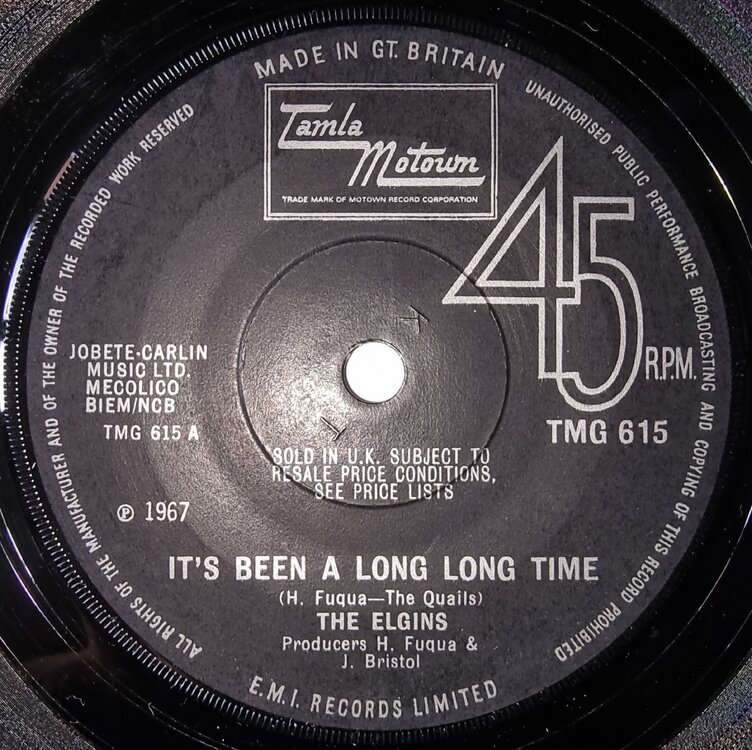 MADE IN GT. BRITAIN
Tamla
Motown
TRADE MARK OF MOTOWN RECORD CORPORATION
UNAUTHORISED PUBLIC PERFORMANCE BROADCASTING AND COPYING OF THIS RECORD PROHIBITED
ALL RIGHTS OF THE MANUFACTURER AND OF THE OWNER OF THE RECORDED WORK RESERVED
45
R.P.M.
TMG 615
JOBETE-CARLIN
MUSIC LTD.
MECOLICO
BIEM/NCB
TMG 615 A
SOLD IN U.K. SUBJECT TO
RESALE PRICE CONDITIONS,
SEE PRICE LISTS
℗ 1967
IT'S BEEN A LONG LONG TIME
(H. Fuqua—The Quails)
THE ELGINS
Producers H. Fuqua &
J. Bristol
E.M.I. RECORDS LIMITED